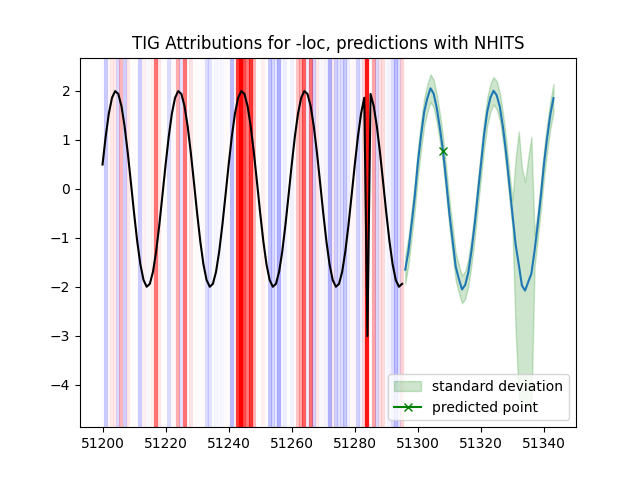 TIG Attributions for -loc, predictions with NHITS
2
1
0
−1
−2
−3
−4
standard deviation
predicted point
51200 51220 51240 51260 51280 51300 51320 51340